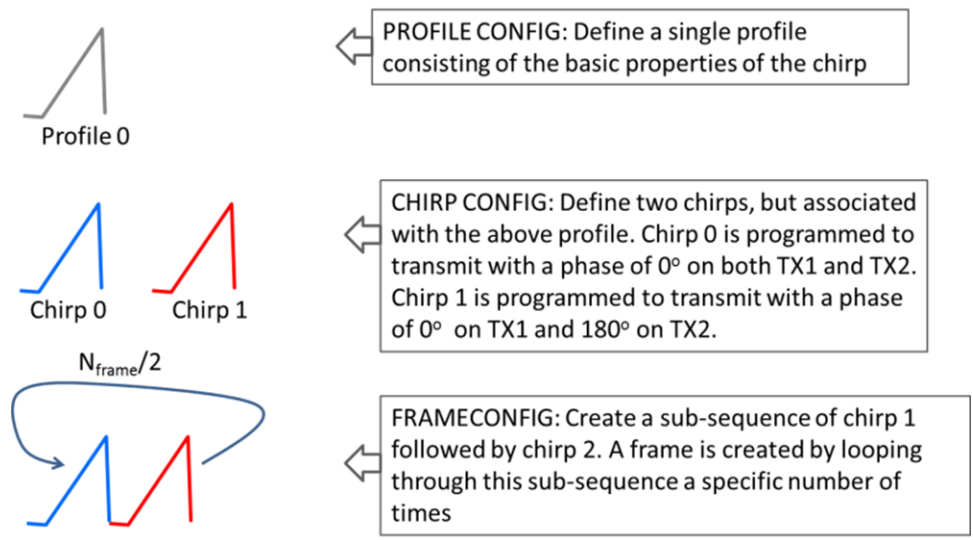 PROFILE CONFIG: Define a single profile
consisting of the basic properties of the chirp
Profile 0
CHIRP CONFIG: Define two chirps, but associated
with the above profile. Chirp 0 is programmed to
transmit with a phase of 0° on both TX1 and TX2.
Chirp 1 is programmed to transmit with a phase
of 0° on TX1 and 180° on TX2.
Chirp 0
Chirp 1
Nframe/2
FRAMECONFIG: Create a sub-sequence of chirp 1
followed by chirp 2. A frame is created by looping
through this sub-sequence a specific number of
times